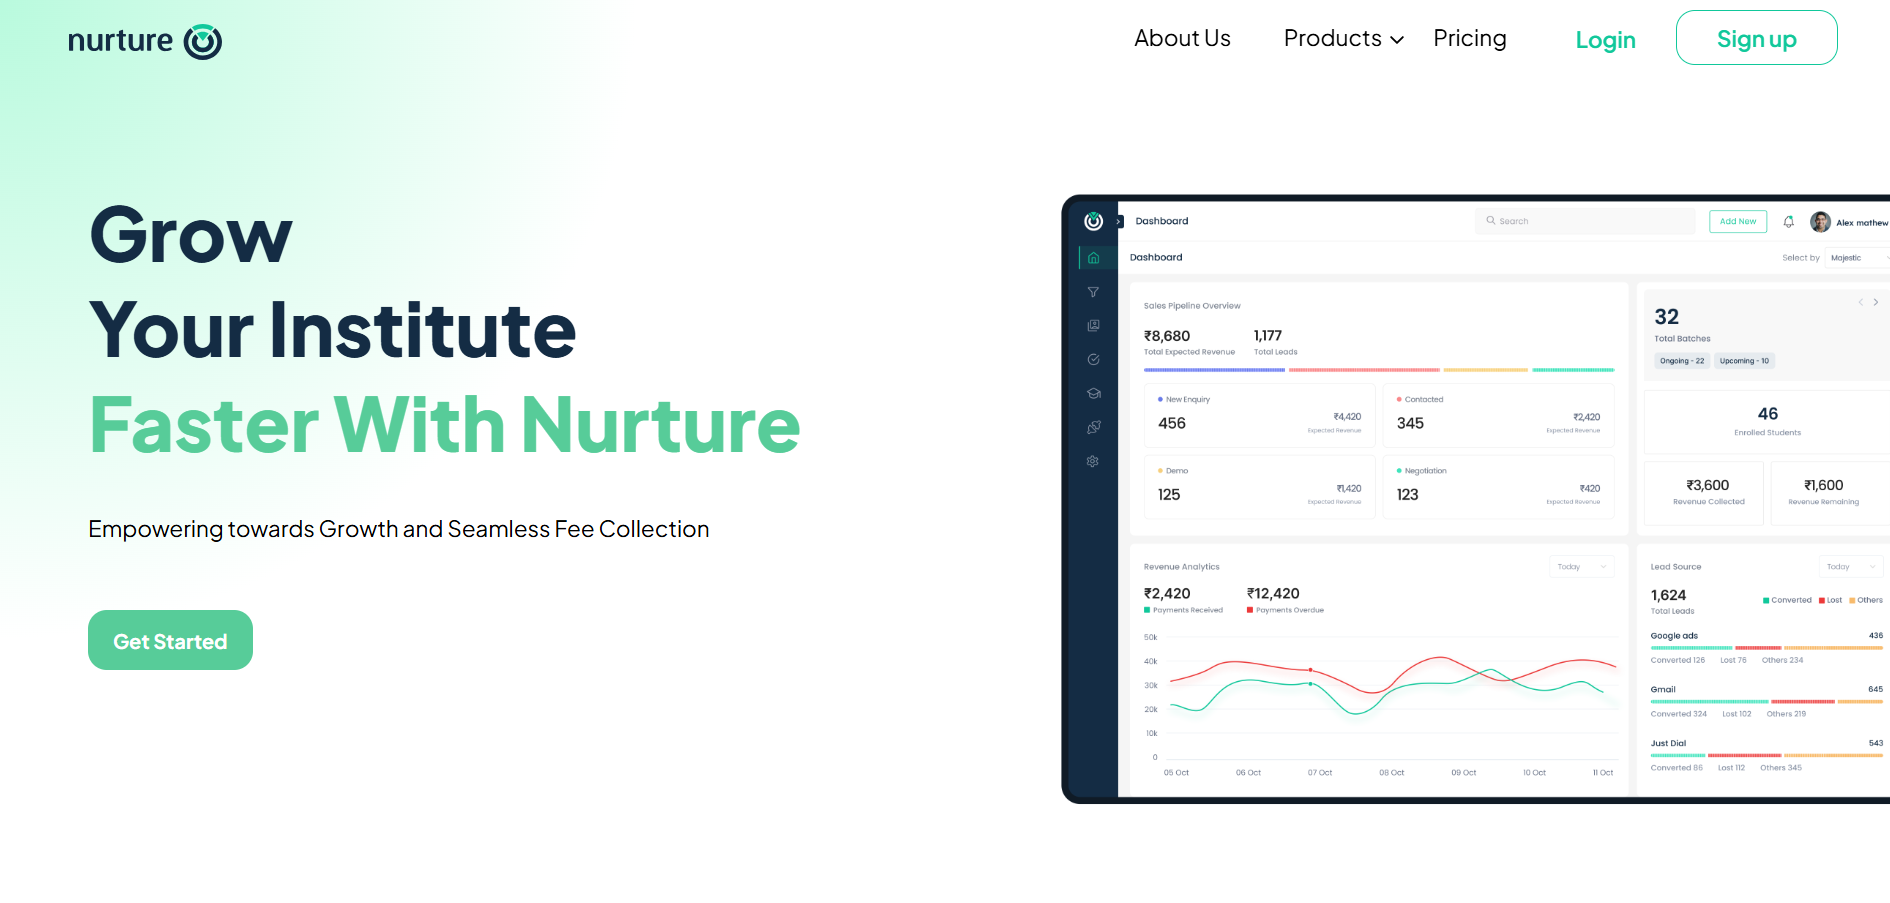 nurture
About Us
Products
Pricing
Login
Sign up
Grow
Your Institute
Faster With Nurture
Empowering towards Growth and Seamless Fee Collection
Get Started
Dashboard
Search
Add New
Alex mathew
Dashboard
Select by
Majestic
Sales Pipeline Overview
₹8,680
Total Expected Revenue
1,177
Total Leads
New Enquiry
456
₹4,420
Expected Revenue
Contacted
345
₹2,420
Expected Revenue
Demo
125
₹1,420
Expected Revenue
Negotiation
123
₹420
Expected Revenue
32
Total Batches
Ongoing - 22
Upcoming - 10
46
Enrolled Students
₹3,600
Revenue Collected
₹1,600
Revenue Remaining
Revenue Analytics
Today
₹2,420
Payments Received
₹12,420
Payments Overdue
50k
40k
30k
20k
10k
0
05 Oct
06 Oct
07 Oct
08 Oct
09 Oct
10 Oct
11 Oct
Lead Source
Today
1,624
Total Leads
Converted
Lost
Others
Google ads
436
Converted 126
Lost 76
Others 234
Gmail
645
Converted 324
Lost 102
Others 219
Just Dial
543
Converted 86
Lost 112
Others 345